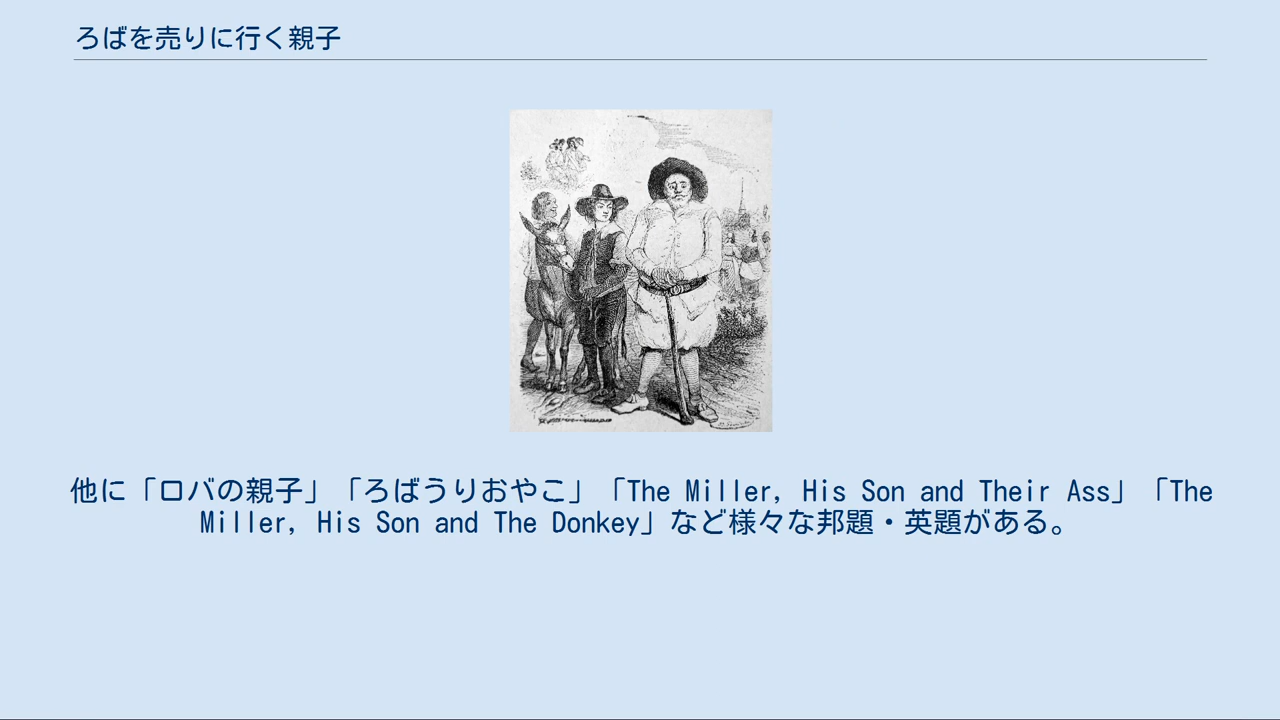 ろばを売りに行く親子
他に「ロバの親子」「ろばうりおやこ」「The Miller, His Son and Their Ass」「The
Miller, His Son and The Donkey」など様々な邦題・英題がある。